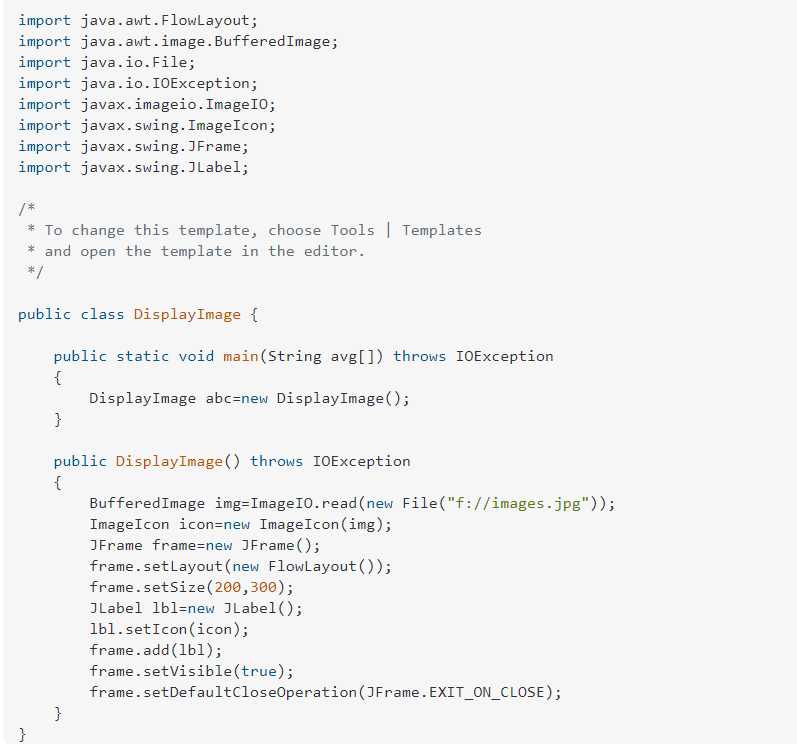 import java.awt.FlowLayout;
import java.awt.image.BufferedImage;
import java.io.File;
import java.io.IOException;
import javax.imageio.ImageIO;
import javax.swing.ImageIcon;
import javax.swing.JFrame;
import javax.swing.JLabel;

/*
 * To change this template, choose Tools | Templates
 * and open the template in the editor.
 */

public class DisplayImage {

    public static void main(String avg[]) throws IOException
    {
        DisplayImage abc=new DisplayImage();
    }

    public DisplayImage() throws IOException
    {
        BufferedImage img=ImageIO.read(new File("f://images.jpg"));
        ImageIcon icon=new ImageIcon(img);
        JFrame frame=new JFrame();
        frame.setLayout(new FlowLayout());
        frame.setSize(200,300);
        JLabel lbl=new JLabel();
        lbl.setIcon(icon);
        frame.add(lbl);
        frame.setVisible(true);
        frame.setDefaultCloseOperation(JFrame.EXIT_ON_CLOSE);
    }
}